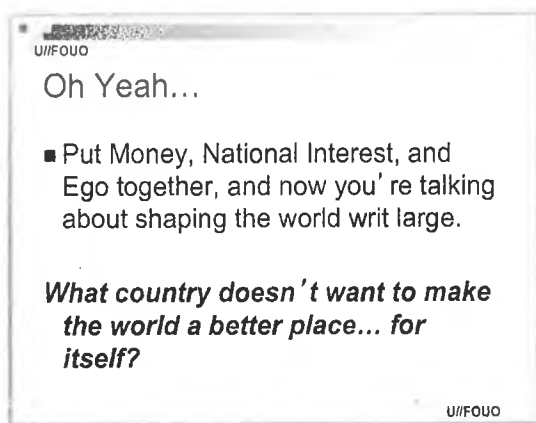 U//FOUO
Oh Yeah...
■ Put Money, National Interest, and
Ego together, and now you're talking
about shaping the world writ large.
What country doesn't want to make
the world a better place... for
itself?
U//FOUO